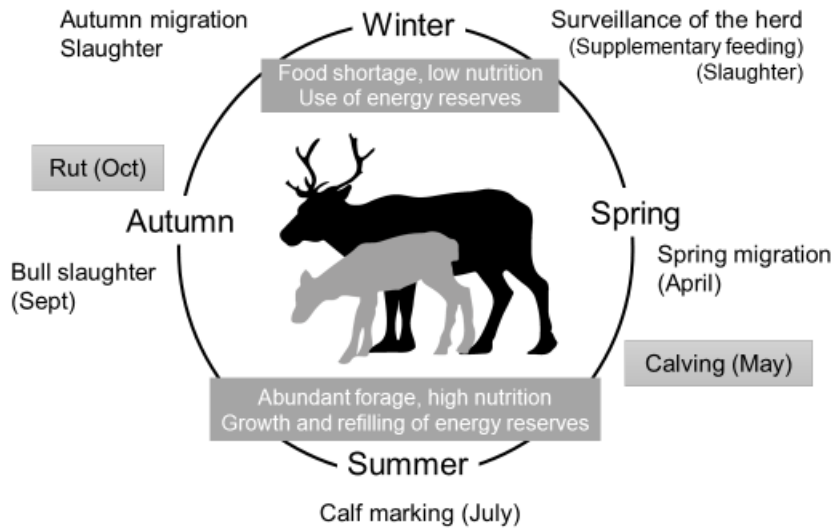 Autumn migration
Slaughter
Winter
Surveillance of the herd
(Supplementary feeding)
(Slaughter)
Food shortage, low nutrition
Use of energy reserves
Rut (Oct)
Autumn
Spring
Bull slaughter
(Sept)
Spring migration
(April)
Calving (May)
Abundant forage, high nutrition
Growth and refilling of energy reserves
Summer
Calf marking (July)